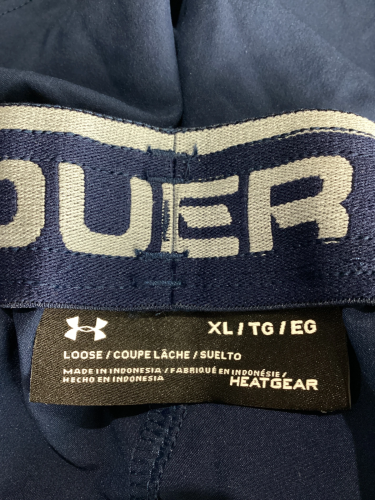 OUER
XL / TG / EG
LOOSE / COUPE LÂCHE / SUELTO
MADE IN INDONESIA / FABRIQUÉ EN INDONÉSIE /
HECHO EN INDONESIA
HEATGEAR